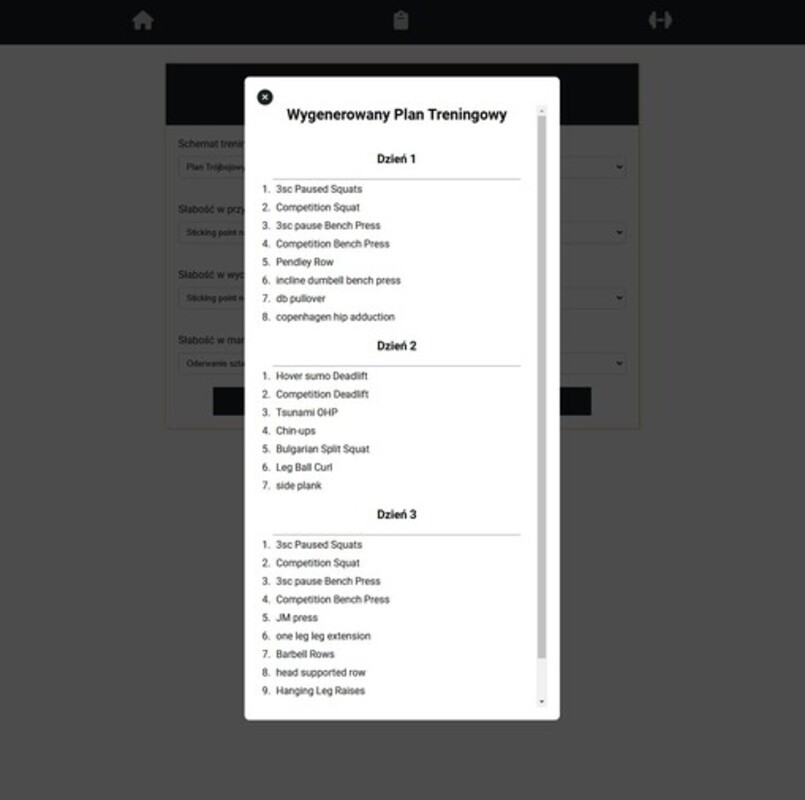 Wygenerowany Plan Treningowy
Dzień 1
1. 3sc Paused Squats
2. Competition Squat
3. 3sc pause Bench Press
4. Competition Bench Press
5. Pendley Row
6. incline dumbell bench press
7. db pullover
8. copenhagen hip adduction
Dzień 2
1. Hover sumo Deadlift
2. Competition Deadlift
3. Tsunami OHP
4. Chin-ups
5. Bulgarian Split Squat
6. Leg Ball Curl
7. side plank
Dzień 3
1. 3sc Paused Squats
2. Competition Squat
3. 3sc pause Bench Press
4. Competition Bench Press
5. JM press
6. one leg leg extension
7. Barbell Rows
8. head supported row
9. Hanging Leg Raises
Schemat
Plan Trójbojowy
Słabość w
Sticking point
Słabość w
Sticking point
Słabość w
Oderwanie